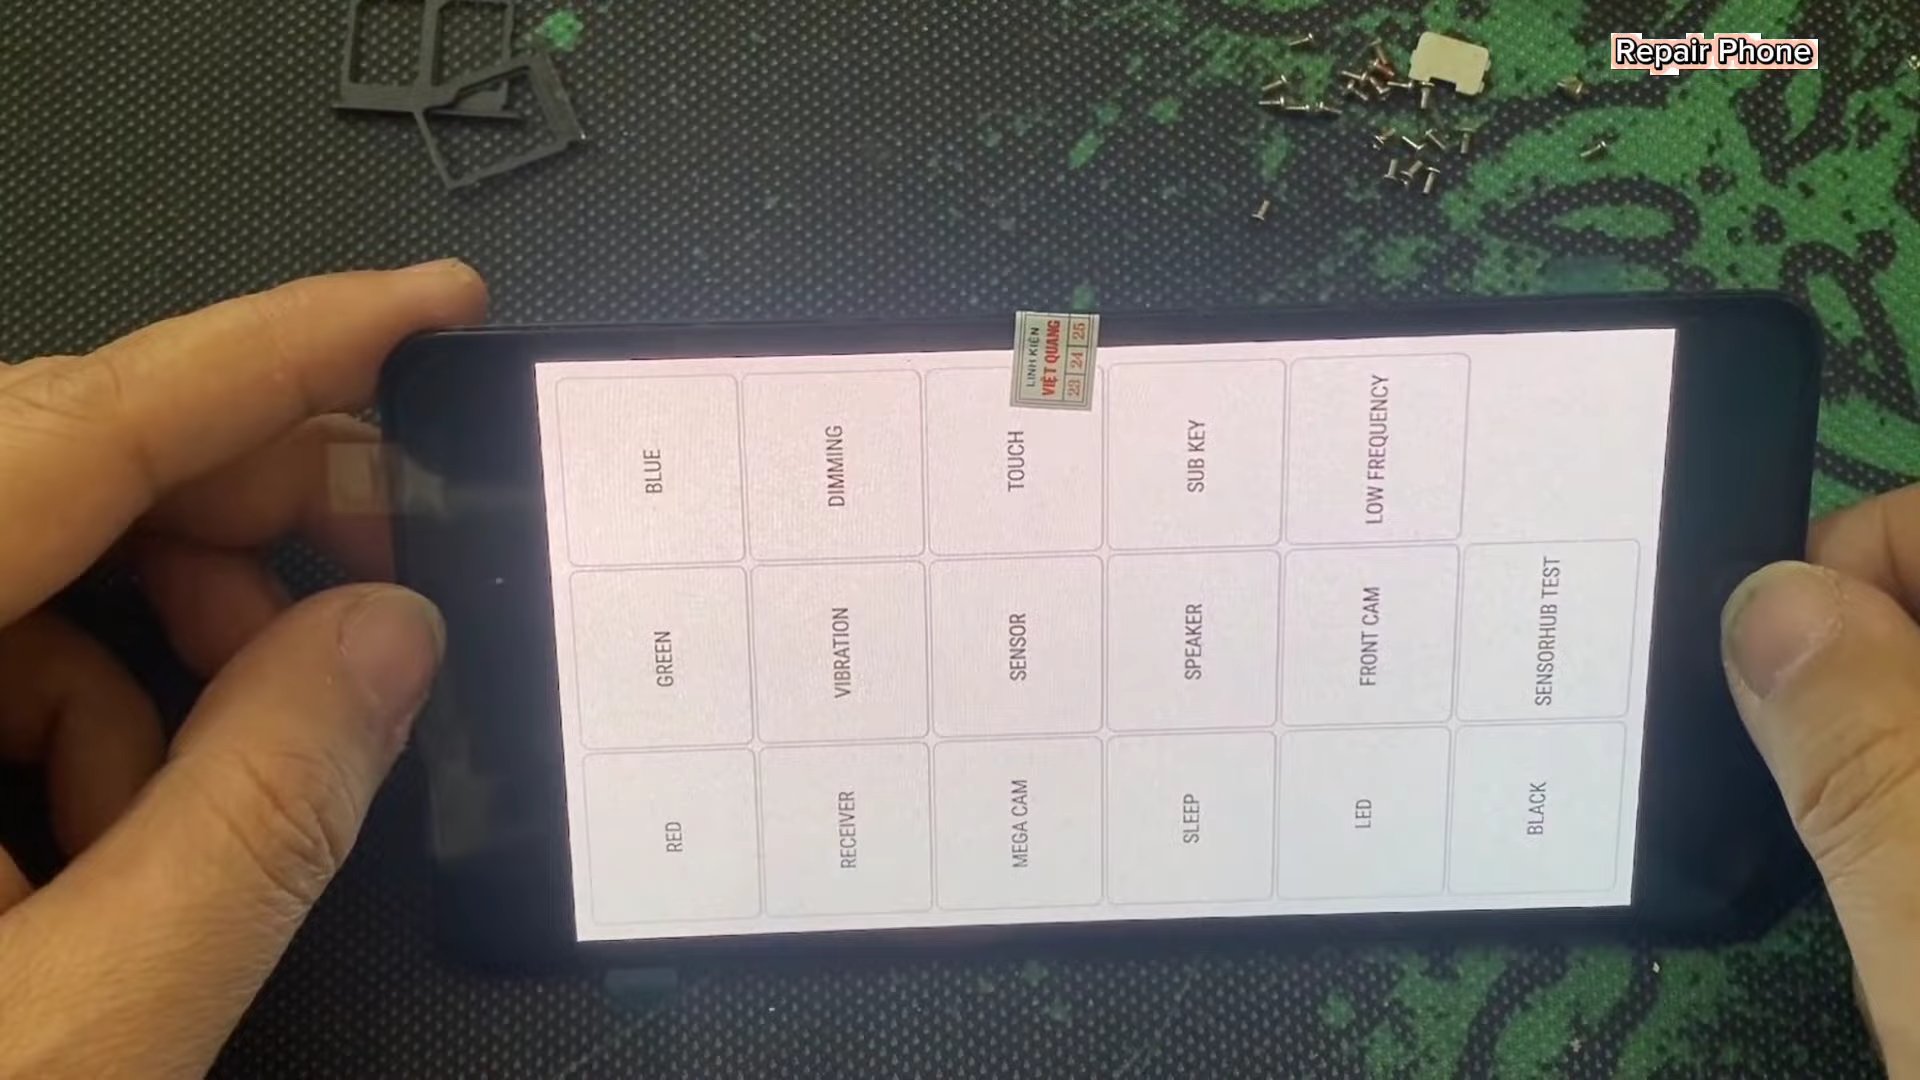 Repair Phone
LINH KIỆN
VIỆT QUANG
23 24 25
RED
GREEN
BLUE
RECEIVER
VIBRATION
DIMMING
MEGA CAM
SENSOR
TOUCH
SLEEP
SPEAKER
SUB KEY
LED
FRONT CAM
LOW FREQUENCY
BLACK
SENSORHUB TEST